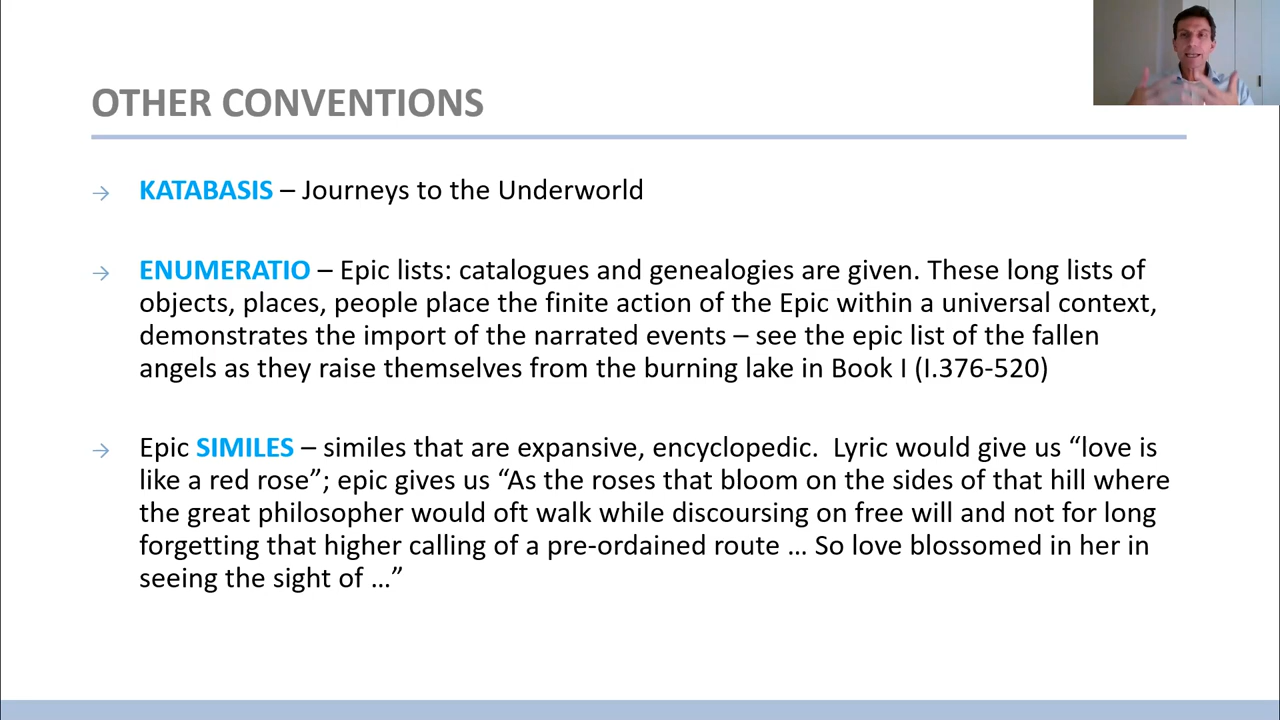 OTHER CONVENTIONS
→ KATABASIS – Journeys to the Underworld
→ ENUMERATIO – Epic lists: catalogues and genealogies are given. These long lists of
objects, places, people place the finite action of the Epic within a universal context,
demonstrates the import of the narrated events – see the epic list of the fallen
angels as they raise themselves from the burning lake in Book I (I.376-520)
→ Epic SIMILES – similes that are expansive, encyclopedic.  Lyric would give us “love is
like a red rose”; epic gives us “As the roses that bloom on the sides of that hill where
the great philosopher would oft walk while discoursing on free will and not for long
forgetting that higher calling of a pre-ordained route … So love blossomed in her in
seeing the sight of …”